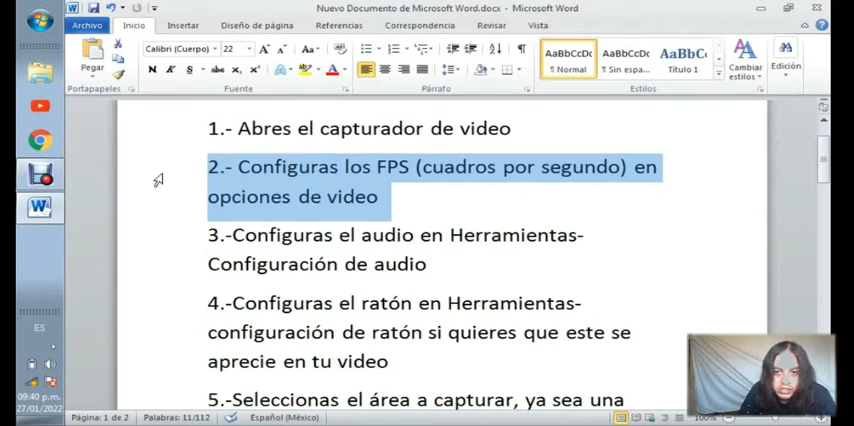 Nuevo Documento de Microsoft Word.docx - Microsoft Word
Archivo Inicio Insertar Diseño de página Referencias Correspondencia Revisar Vista
Calibri (Cuerpo) 22 A A Aa
AaBbCcDc AaBbCcDc AaBbC
N K S abc x₂ x² A A
¶ Normal ¶ Sin espa... Título 1
Pegar
Cambiar estilos
Edición
Portapapeles Fuente Párrafo Estilos
1.- Abres el capturador de video
2.- Configuras los FPS (cuadros por segundo) en
opciones de video
3.-Configuras el audio en Herramientas-
Configuración de audio
4.-Configuras el ratón en Herramientas-
configuración de ratón si quieres que este se
aprecie en tu video
5.-Seleccionas el área a capturar, ya sea una
ES
09:40 p.m.
27/01/2022
Página: 1 de 2 Palabras: 11/112 Español (México) 100%